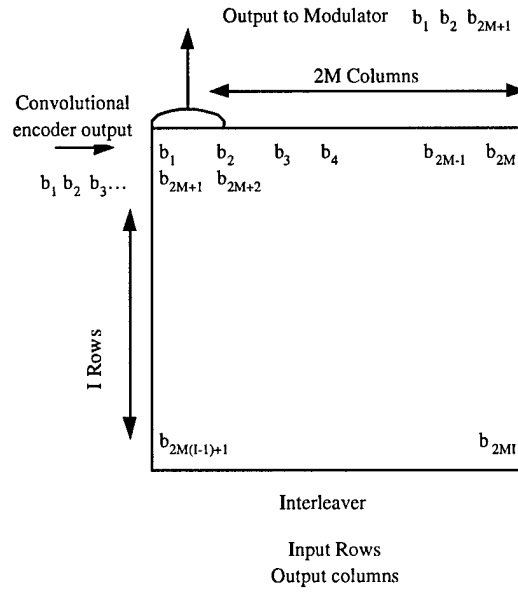 Output to Modulator b₁ b₂ b₂M+1
2M Columns
Convolutional
encoder output
b₁ b₂ b₃...
b₁ b₂ b₃ b₄ b₂M-1 b₂M
b₂M+1 b₂M+2
I Rows
b₂M(I-1)+1 b₂MI
Interleaver
Input Rows
Output columns